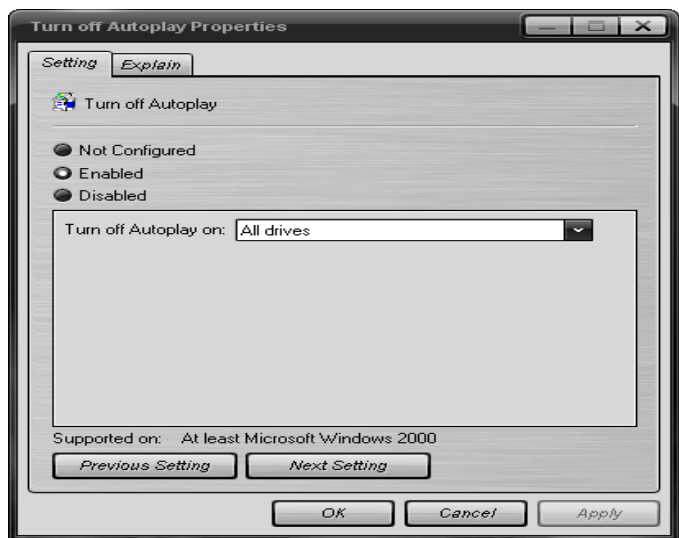 Turn off Autoplay Properties
Setting Explain
Turn off Autoplay
Not Configured
Enabled
Disabled
Turn off Autoplay on: All drives
Supported on: At least Microsoft Windows 2000
Previous Setting Next Setting
OK Cancel Apply